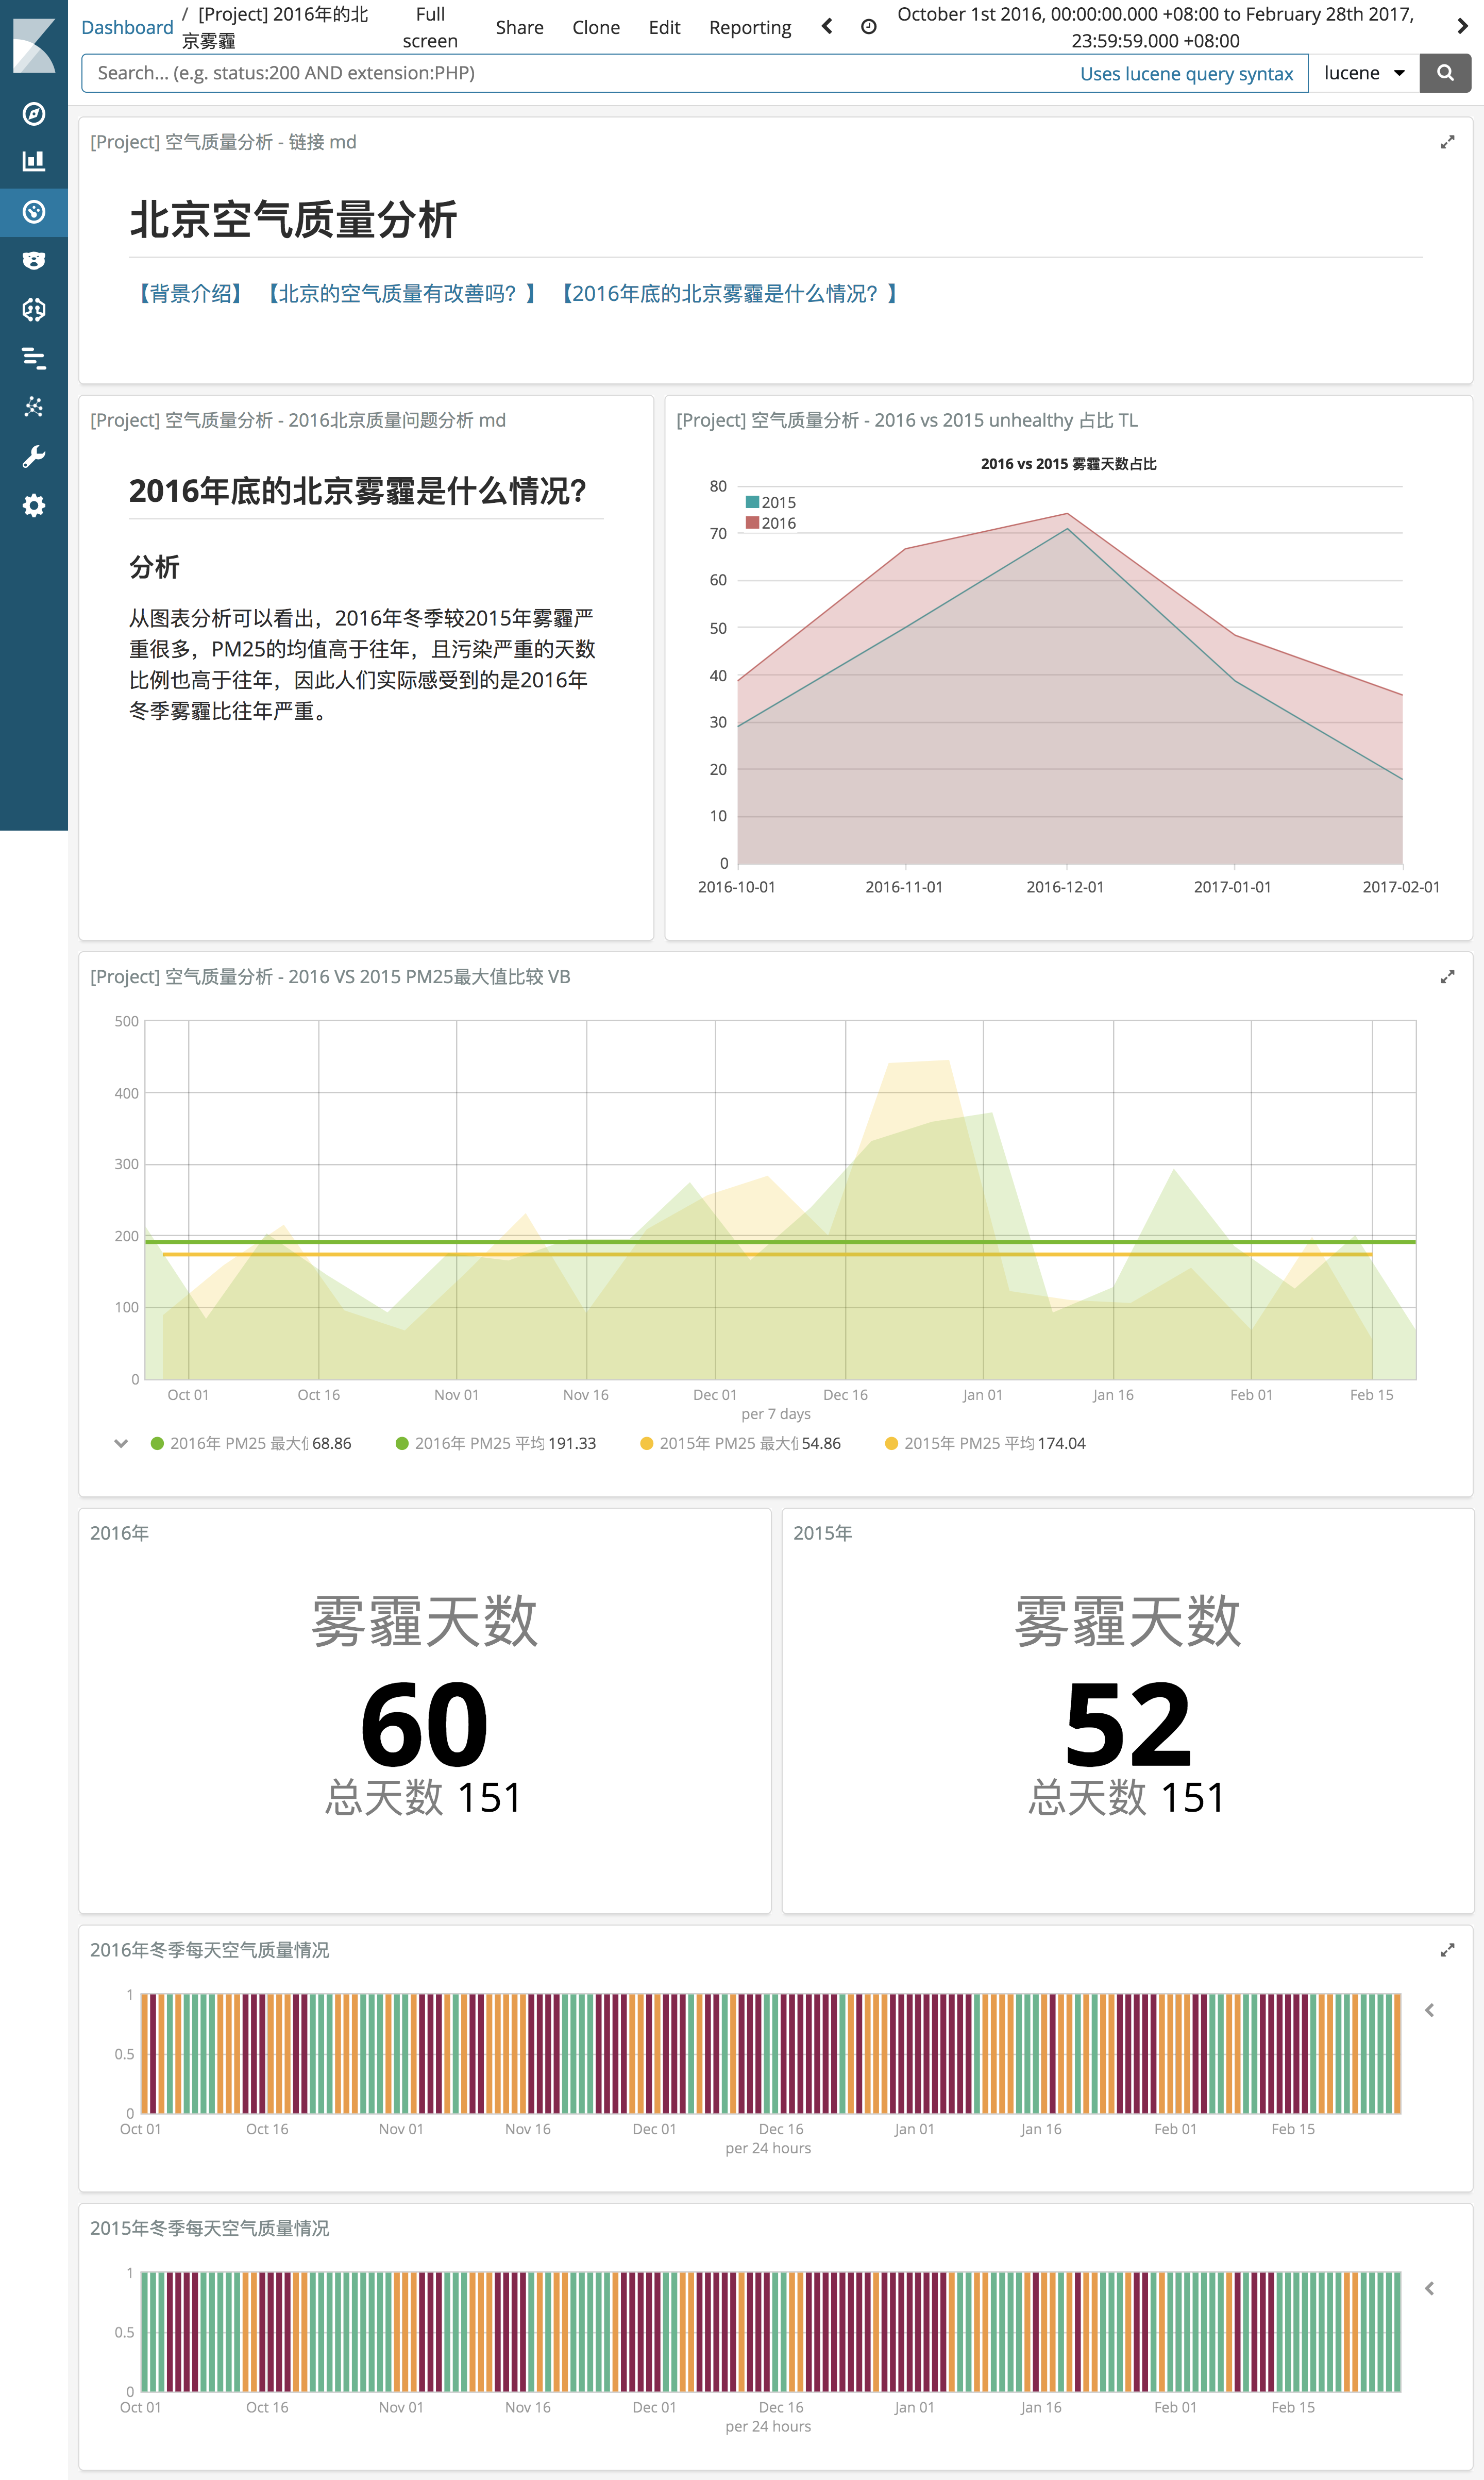 Dashboard / [Project] 2016年的北京雾霾
Full screen
Share
Clone
Edit
Reporting
October 1st 2016, 00:00:00.000 +08:00 to February 28th 2017, 23:59:59.000 +08:00
Search... (e.g. status:200 AND extension:PHP)
Uses lucene query syntax
lucene
[Project] 空气质量分析 - 链接 md
北京空气质量分析
【背景介绍】 【北京的空气质量有改善吗？】 【2016年底的北京雾霾是什么情况？】
[Project] 空气质量分析 - 2016北京质量问题分析 md
2016年底的北京雾霾是什么情况?
分析
从图表分析可以看出，2016年冬季较2015年雾霾严
重很多，PM25的均值高于往年，且污染严重的天数
比例也高于往年，因此人们实际感受到的是2016年
冬季雾霾比往年严重。
[Project] 空气质量分析 - 2016 vs 2015 unhealthy 占比 TL
2016 vs 2015 雾霾天数占比
2015
2016
80
70
60
50
40
30
20
10
0
2016-10-01
2016-11-01
2016-12-01
2017-01-01
2017-02-01
[Project] 空气质量分析 - 2016 VS 2015 PM25最大值比较 VB
500
400
300
200
100
0
Oct 01
Oct 16
Nov 01
Nov 16
Dec 01
Dec 16
Jan 01
Jan 16
Feb 01
Feb 15
per 7 days
2016年 PM25 最大 68.86
2016年 PM25 平均 191.33
2015年 PM25 最大 54.86
2015年 PM25 平均 174.04
2016年
雾霾天数
60
总天数 151
2015年
雾霾天数
52
总天数 151
2016年冬季每天空气质量情况
1
0.5
0
Oct 01
Oct 16
Nov 01
Nov 16
Dec 01
Dec 16
Jan 01
Jan 16
Feb 01
Feb 15
per 24 hours
2015年冬季每天空气质量情况
1
0.5
0
Oct 01
Oct 16
Nov 01
Nov 16
Dec 01
Dec 16
Jan 01
Jan 16
Feb 01
Feb 15
per 24 hours